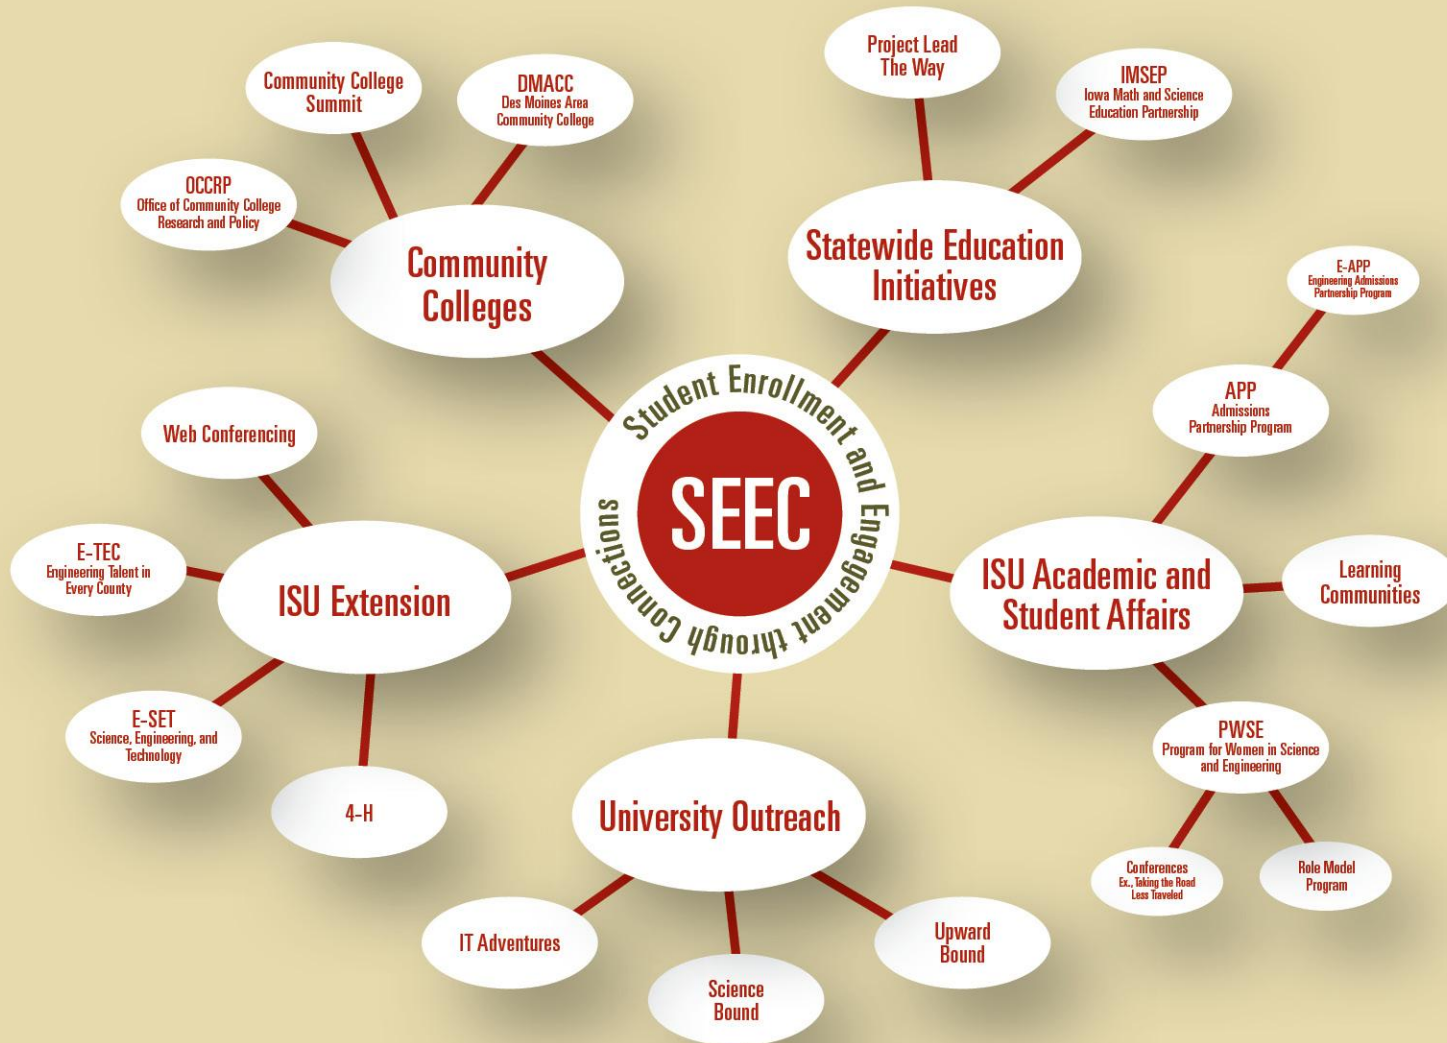 Community College
Summit
DMACC
Des Moines Area
Community College
OCCRP
Office of Community College
Research and Policy
Community
Colleges
Project Lead
The Way
IMSEP
Iowa Math and Science
Education Partnership
Statewide Education
Initiatives
E-APP
Engineering Admissions
Partnership Program
APP
Admissions
Partnership Program
Student Enrollment and Engagement through Connections
SEEC
Web Conferencing
E-TEC
Engineering Talent in
Every County
ISU Extension
E-SET
Science, Engineering, and
Technology
4-H
ISU Academic and
Student Affairs
Learning
Communities
PWSE
Program for Women in Science
and Engineering
Conferences
Ex., Taking the Road
Less Traveled
Role Model
Program
University Outreach
IT Adventures
Science
Bound
Upward
Bound